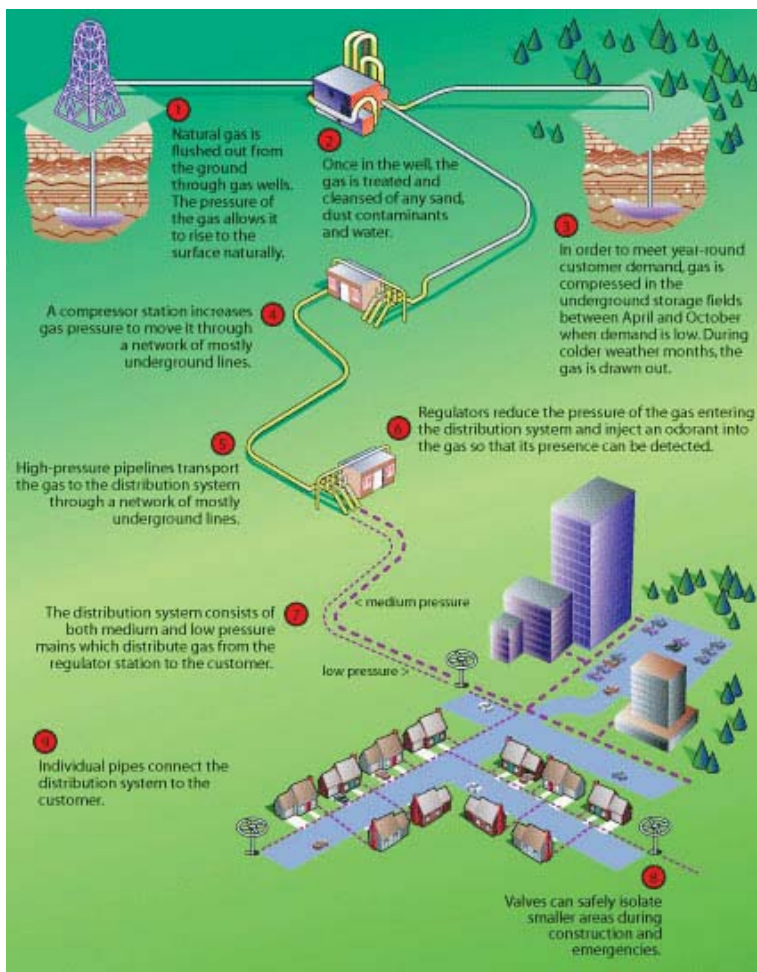 1
Natural gas is
flushed out from
the ground
through gas wells.
The pressure of
the gas allows it
to rise to the
surface naturally.
2
Once in the well, the
gas is treated and
cleansed of any sand,
dust contaminants
and water.
3
In order to meet year-round
customer demand, gas is
compressed in the
underground storage fields
between April and October
when demand is low. During
colder weather months, the
gas is drawn out.
4
A compressor station increases
gas pressure to move it through
a network of mostly
underground lines.
5
High-pressure pipelines transport
the gas to the distribution system
through a network of mostly
underground lines.
6
Regulators reduce the pressure of the gas entering
the distribution system and inject an odorant into
the gas so that its presence can be detected.
7
The distribution system consists of
both medium and low pressure
mains which distribute gas from the
regulator station to the customer.
< medium pressure
low pressure >
8
Valves can safely isolate
smaller areas during
construction and
emergencies.
9
Individual pipes connect the
distribution system to the
customer.